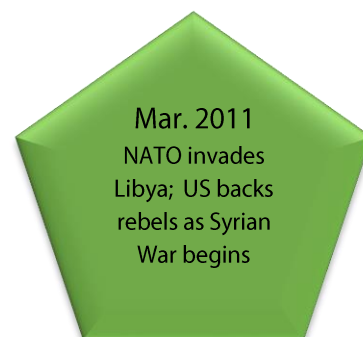 Mar. 2011
NATO invades
Libya;  US backs
rebels as Syrian
War begins